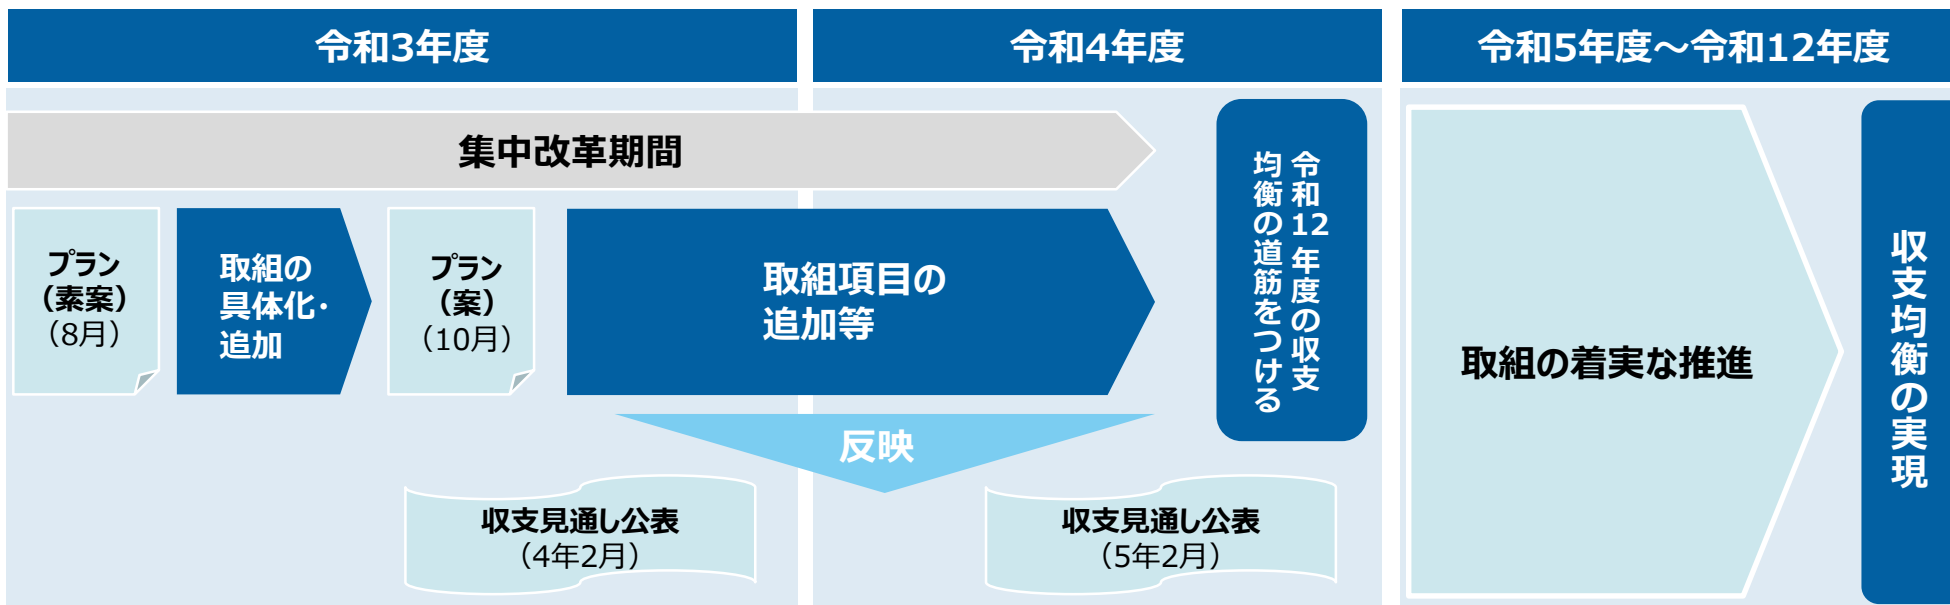 令和3年度
令和4年度
令和5年度～令和12年度
集中改革期間
プラン
（素案）
（8月）
取組の
具体化・
追加
プラン
（案）
（10月）
取組項目の
追加等
令和12年度の収支
均衡の道筋をつける
取組の着実な推進
収支均衡の実現
反映
収支見通し公表
（4年2月）
収支見通し公表
（5年2月）